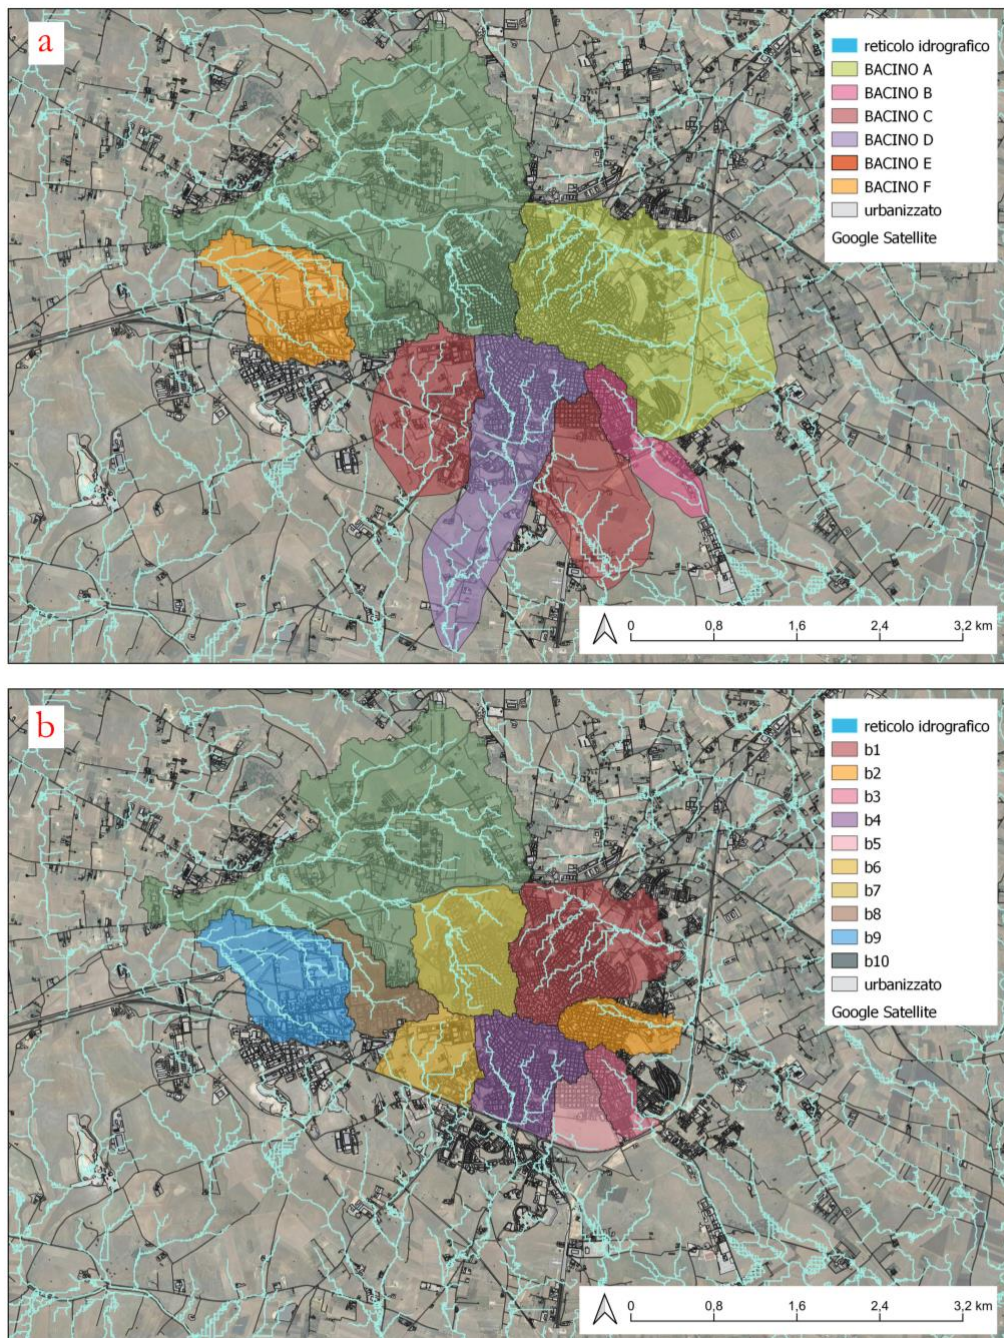 a
reticolo idrografico
BACINO A
BACINO B
BACINO C
BACINO D
BACINO E
BACINO F
urbanizzato
Google Satellite
0 0,8 1,6 2,4 3,2 km
b
reticolo idrografico
b1
b2
b3
b4
b5
b6
b7
b8
b9
b10
urbanizzato
Google Satellite
0 0,8 1,6 2,4 3,2 km